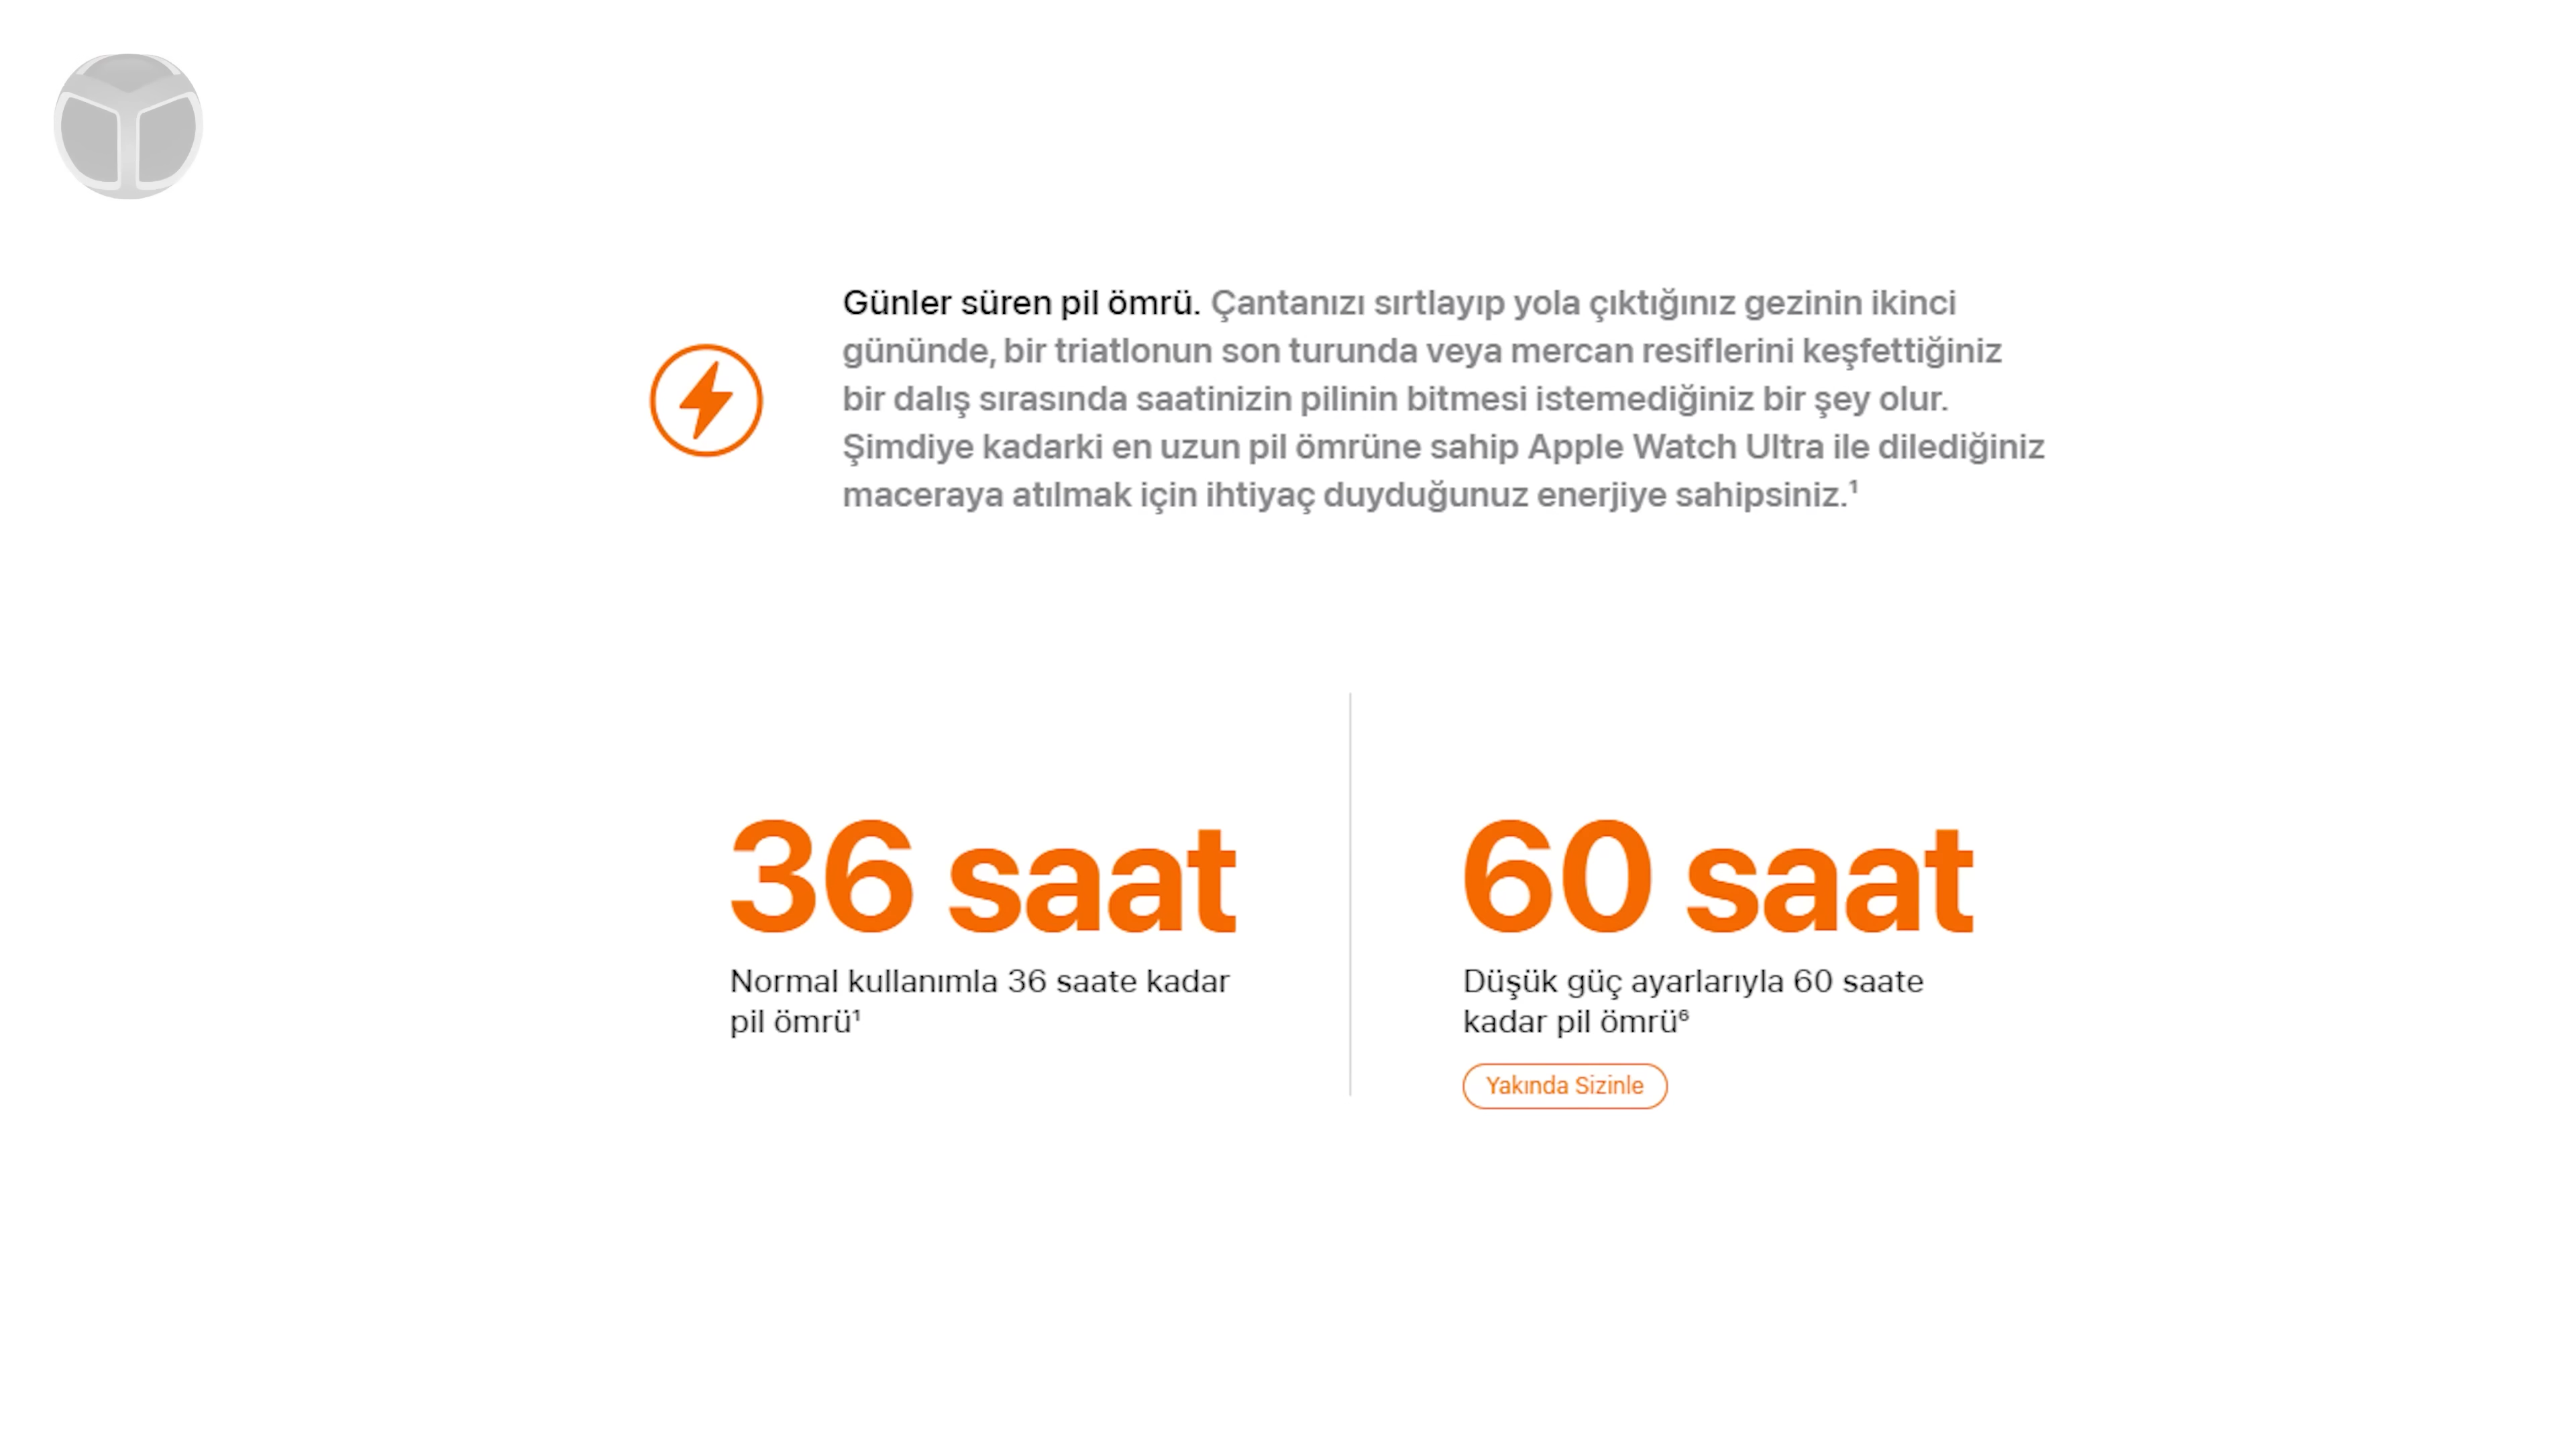 Günler süren pil ömrü. Çantanızı sırtlayıp yola çıktığınız gezinin ikinci
gününde, bir triatlonun son turunda veya mercan resiflerini keşfettiğiniz
bir dalış sırasında saatinizin pilinin bitmesi istemediğiniz bir şey olur.
Şimdiye kadarki en uzun pil ömrüne sahip Apple Watch Ultra ile dilediğiniz
maceraya atılmak için ihtiyaç duyduğunuz enerjiye sahipsiniz.¹
36 saat
Normal kullanımla 36 saate kadar
pil ömrü¹
60 saat
Düşük güç ayarlarıyla 60 saate
kadar pil ömrü⁶
Yakında Sizinle